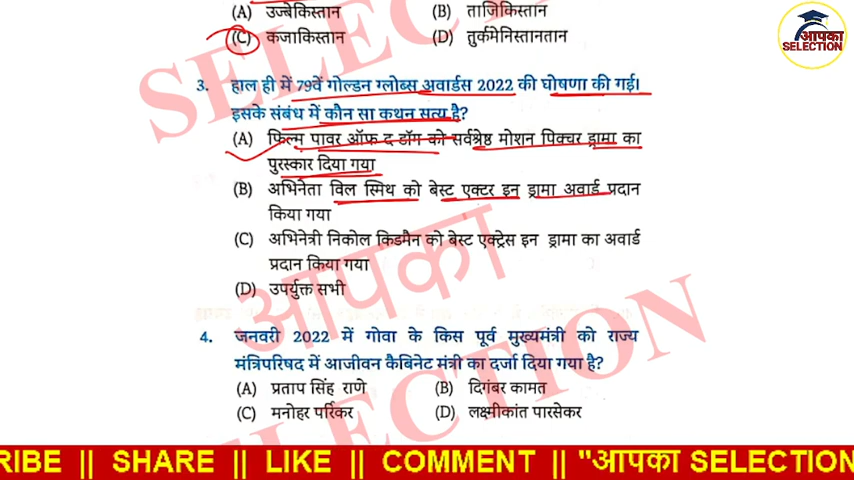 (A) उज्बेकिस्तान (B) ताजिकिस्तान
(C) कजाकिस्तान (D) तुर्कमेनिस्तानतान
आपका
SELECTION
3. हाल ही में 79वें गोल्डन ग्लोब्स अवार्डस 2022 की घोषणा की गई।
इसके संबंध में कौन सा कथन सत्य है?
(A) फिल्म पावर ऑफ द डॉग को सर्वश्रेष्ठ मोशन पिक्चर ड्रामा का
पुरस्कार दिया गया
(B) अभिनेता विल स्मिथ को बेस्ट एक्टर इन ड्रामा अवार्ड प्रदान
किया गया
(C) अभिनेत्री निकोल किडमैन को बेस्ट एक्ट्रेस इन ड्रामा का अवार्ड
प्रदान किया गया
(D) उपर्युक्त सभी
4. जनवरी 2022 में गोवा के किस पूर्व मुख्यमंत्री को राज्य
मंत्रिपरिषद में आजीवन कैबिनेट मंत्री का दर्जा दिया गया है?
(A) प्रताप सिंह राणे (B) दिगंबर कामत
(C) मनोहर पर्रिकर (D) लक्ष्मीकांत पारसेकर
SELECTION
आपका
SELECTION
RIBE || SHARE || LIKE || COMMENT || "आपका SELECTION